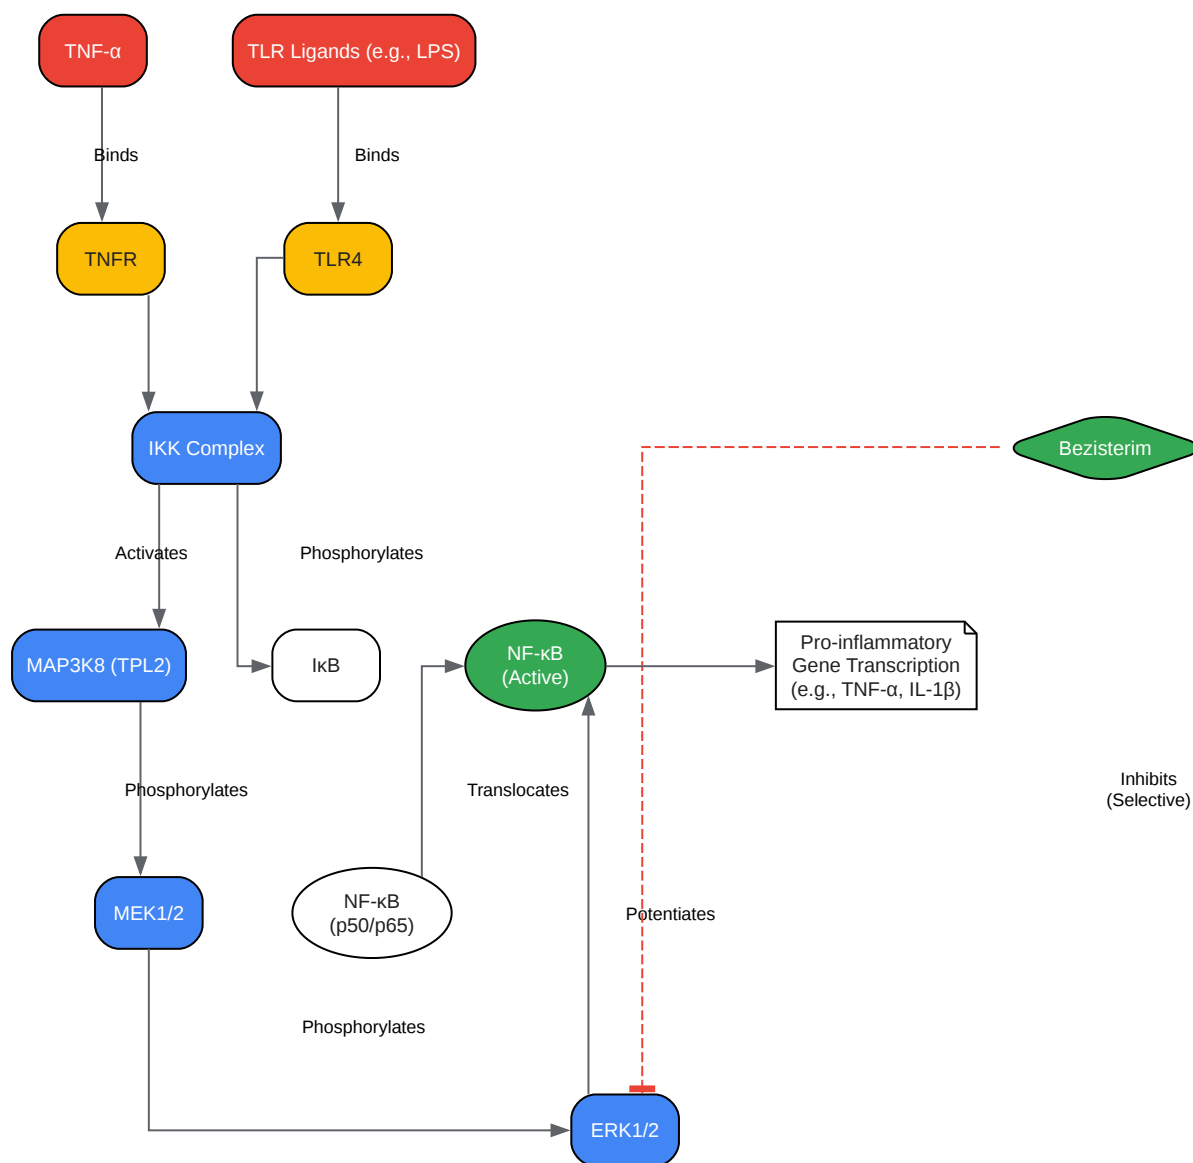 TNF-α
TLR Ligands (e.g., LPS)
Binds
Binds
TNFR
TLR4
IKK Complex
Bezisterim
Activates
Phosphorylates
MAP3K8 (TPL2)
IκB
NF-κB
(Active)
Pro-inflammatory
Gene Transcription
(e.g., TNF-α, IL-1β)
Phosphorylates
Translocates
Inhibits
(Selective)
MEK1/2
NF-κB
(p50/p65)
Potentiates
Phosphorylates
ERK1/2